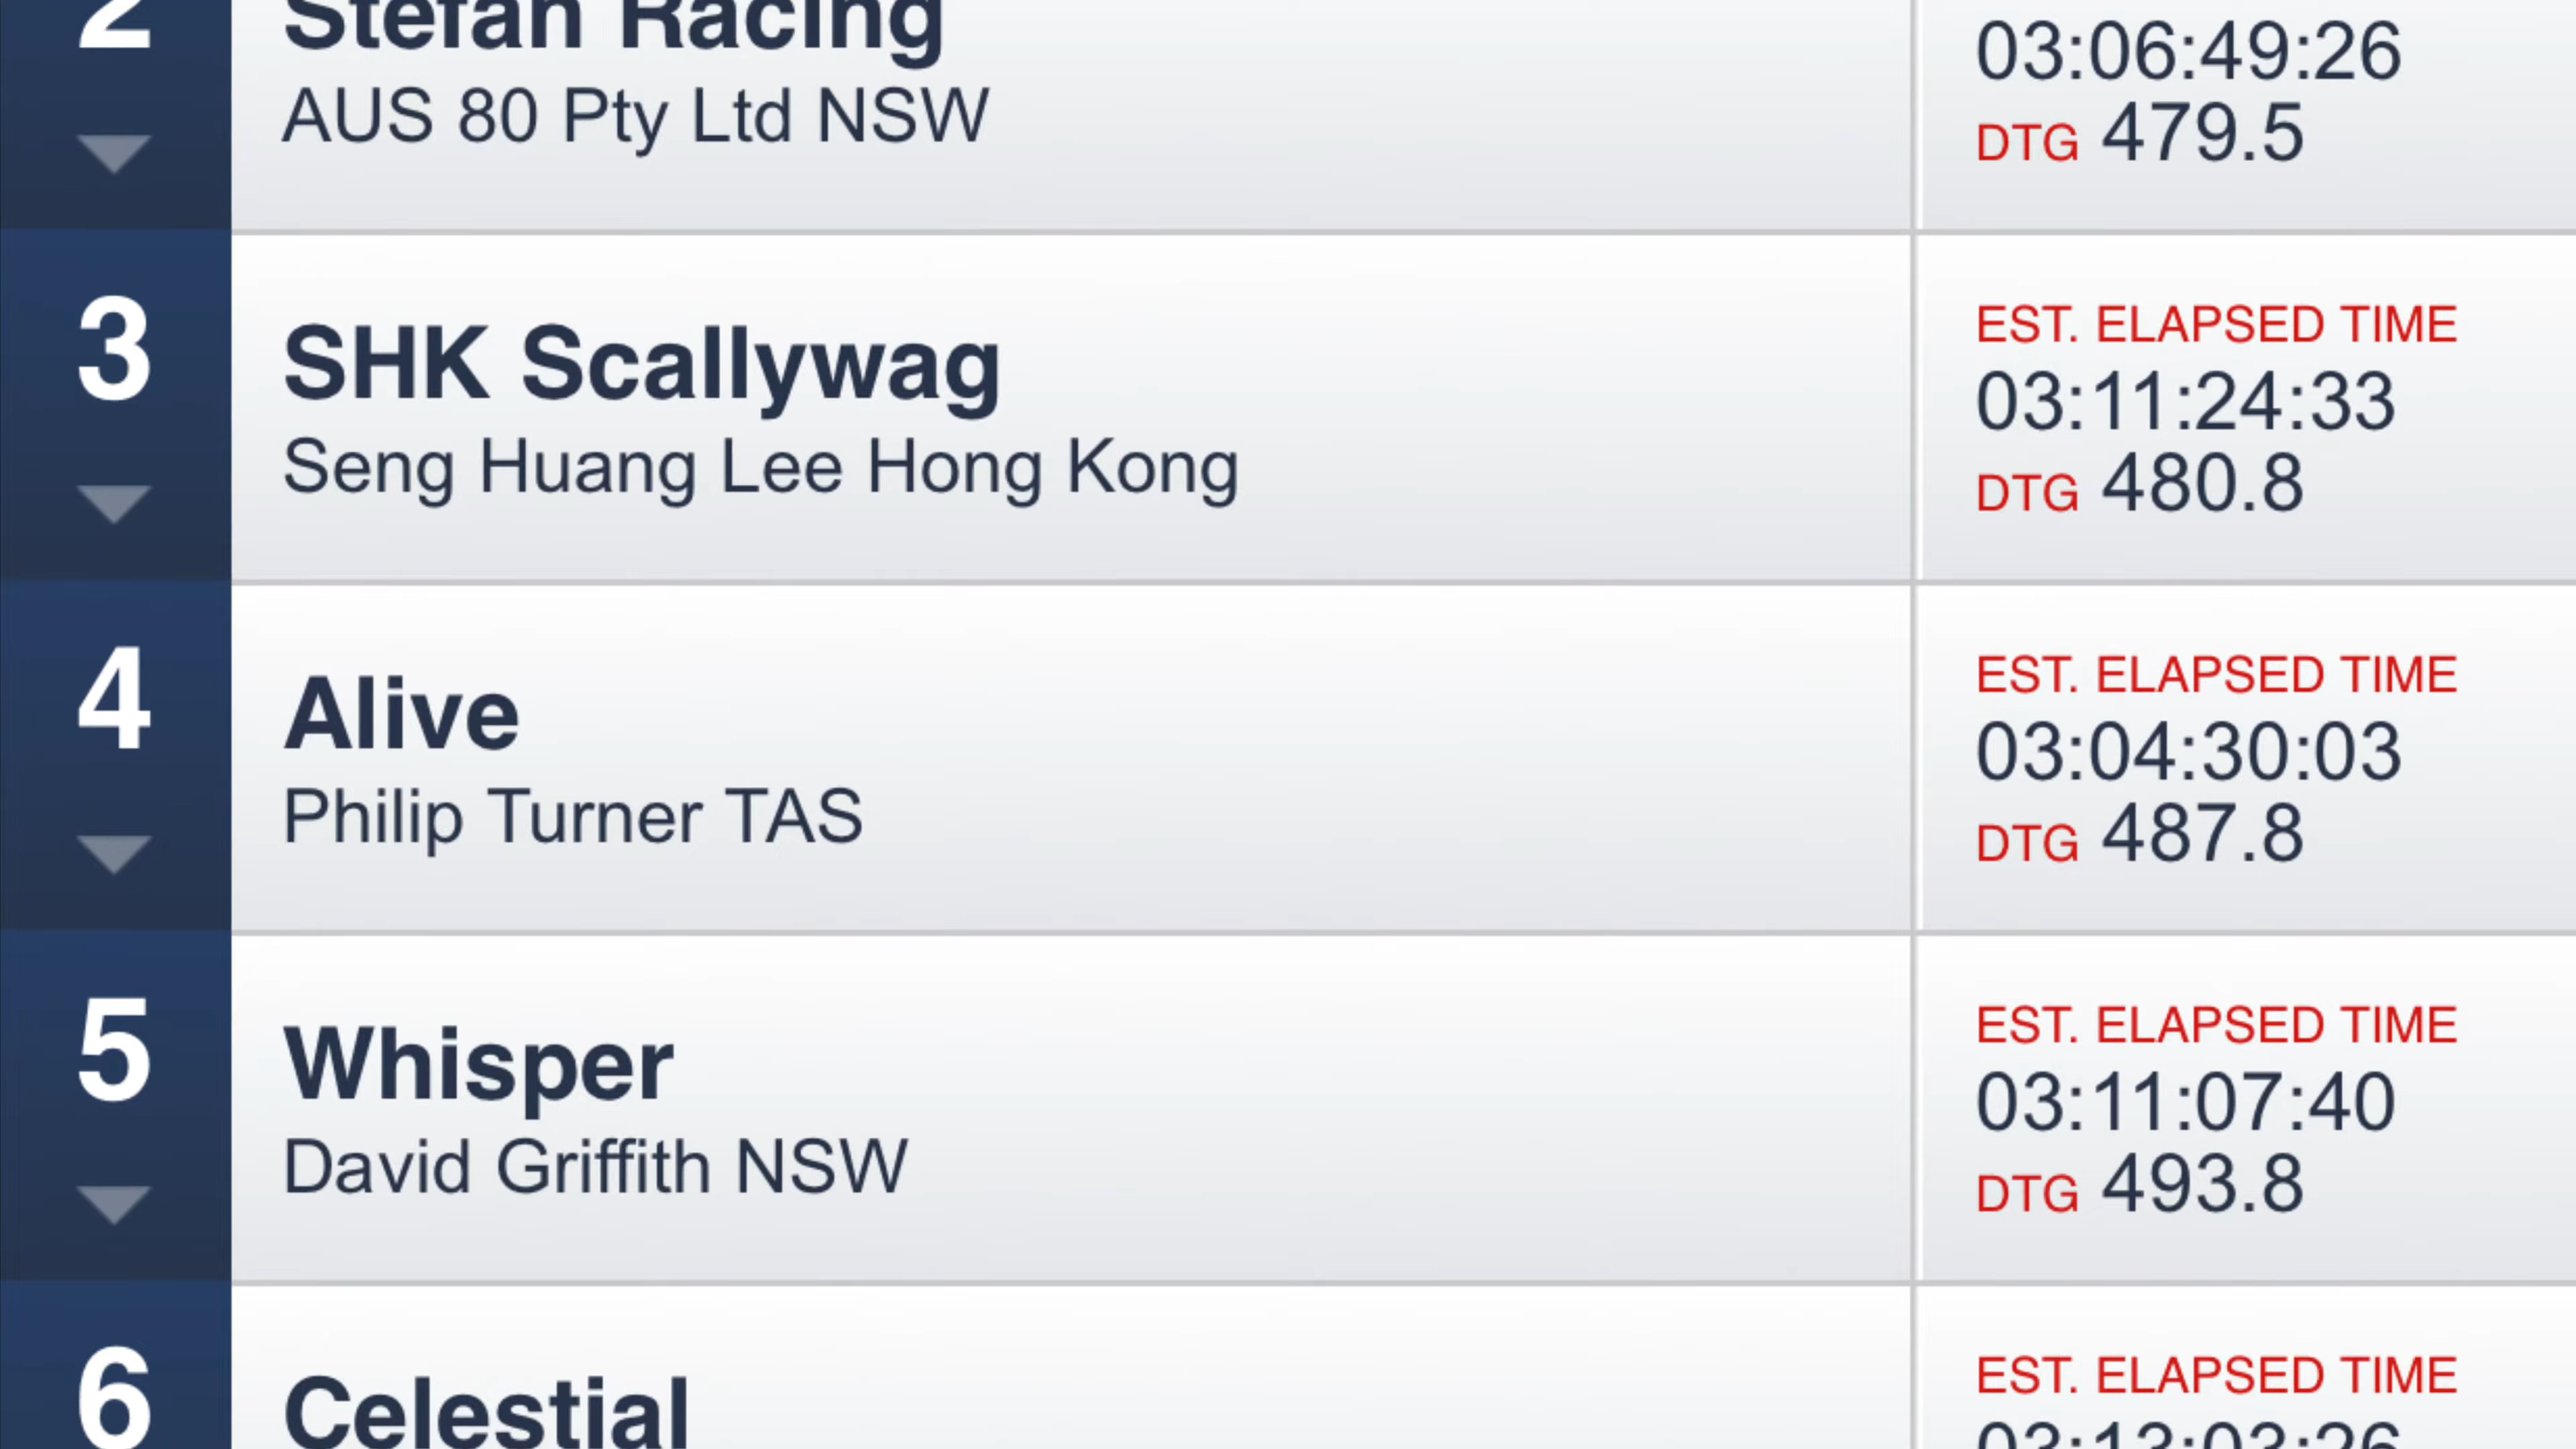 2
Stefan Racing
AUS 80 Pty Ltd NSW
03:06:49:26
DTG 479.5
3
SHK Scallywag
Seng Huang Lee Hong Kong
EST. ELAPSED TIME
03:11:24:33
DTG 480.8
4
Alive
Philip Turner TAS
EST. ELAPSED TIME
03:04:30:03
DTG 487.8
5
Whisper
David Griffith NSW
EST. ELAPSED TIME
03:11:07:40
DTG 493.8
6
Celestial
EST. ELAPSED TIME
03:13:03:26